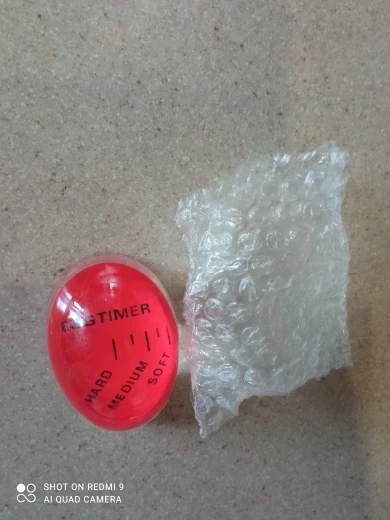 EGGTIMER
HARD
MEDIUM
SOFT
SHOT ON REDMI 9
AI QUAD CAMERA